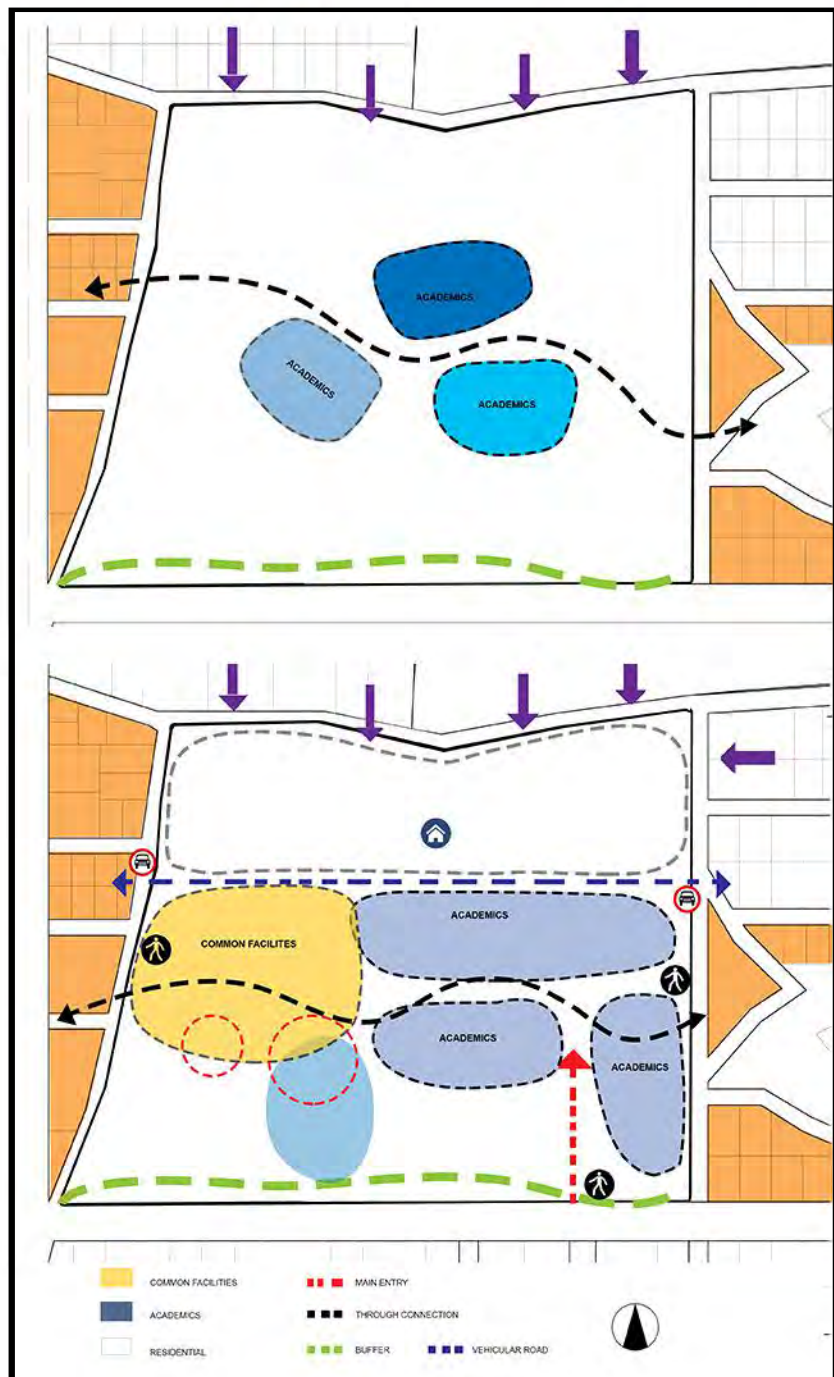 ACADEMICS
ACADEMICS
ACADEMICS
ACADEMICS
COMMON FACILITES
ACADEMICS
ACADEMICS
COMMON FACILITIES
MAIN ENTRY
ACADEMICS
THROUGH CONNECTION
RESIDENTIAL
BUFFER
VEHICULAR ROAD